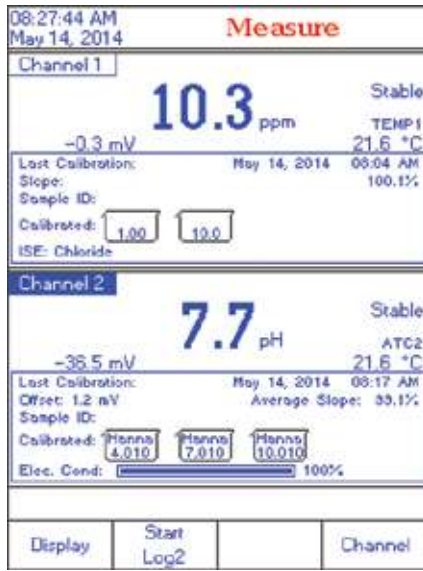 08:27:44 AM
May 14, 2014
Measure
Channel 1
10.3 ppm
Stable
TEMP1
-0.3 mV
21.6 °C
Last Calibration: May 14, 2014 08:04 AM
Slope: 100.1%
Sample ID:
Calibrated: 1.00 10.0
ISE: Chloride
Channel 2
7.7 pH
Stable
ATC2
-36.5 mV
21.6 °C
Last Calibration: May 14, 2014 08:17 AM
Offset: 1.2 mV Average Slope: 99.1%
Sample ID:
Calibrated: Hanna 4.010 Hanna 7.010 Hanna 10.010
Elec. Cond: 100%
Display
Start
Log2
Channel